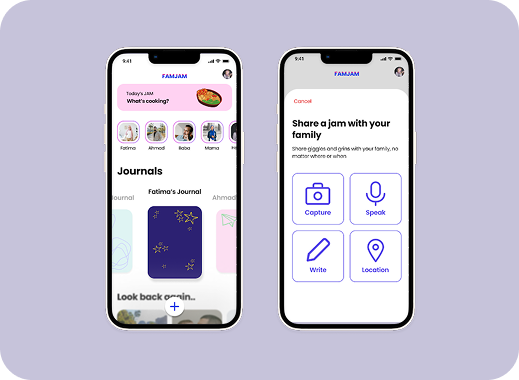 9:41
FAMJAM
Today's JAM
What's cooking?
Fatima
Ahmad
Baba
Mama
Journals
Fatima's Journal
Journal
Ahmad
Look back again..
+
9:41
FAMJAM
Cancel
Share a jam with your
family
Share giggles and grins with your family, no
matter where or when
Capture
Speak
Write
Location